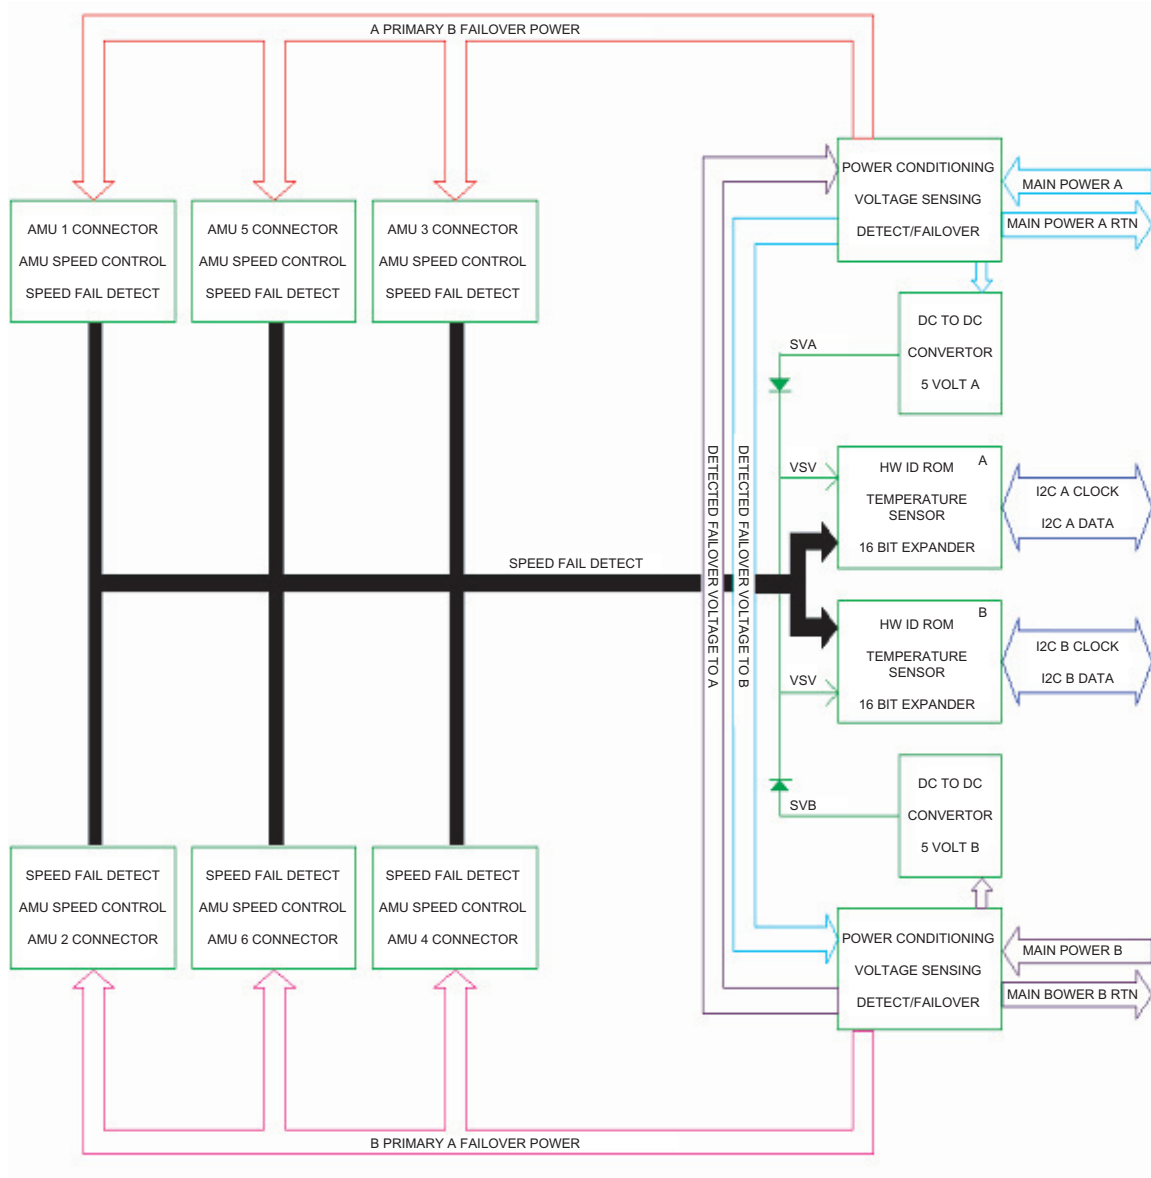 A PRIMARY B FAILOVER POWER
AMU 1 CONNECTOR
AMU SPEED CONTROL
SPEED FAIL DETECT
AMU 5 CONNECTOR
AMU SPEED CONTROL
SPEED FAIL DETECT
AMU 3 CONNECTOR
AMU SPEED CONTROL
SPEED FAIL DETECT
POWER CONDITIONING
VOLTAGE SENSING
DETECT/FAILOVER
MAIN POWER A
MAIN POWER A RTN
DC TO DC
CONVERTOR
5 VOLT A
SVA
DETECTED FAILOVER VOLTAGE TO A
DETECTED FAILOVER VOLTAGE TO B
VSV
A
HW ID ROM
TEMPERATURE
SENSOR
16 BIT EXPANDER
I2C A CLOCK
I2C A DATA
SPEED FAIL DETECT
B
HW ID ROM
TEMPERATURE
SENSOR
16 BIT EXPANDER
I2C B CLOCK
I2C B DATA
VSV
DC TO DC
CONVERTOR
5 VOLT B
SVB
SPEED FAIL DETECT
AMU SPEED CONTROL
AMU 2 CONNECTOR
SPEED FAIL DETECT
AMU SPEED CONTROL
AMU 6 CONNECTOR
SPEED FAIL DETECT
AMU SPEED CONTROL
AMU 4 CONNECTOR
POWER CONDITIONING
VOLTAGE SENSING
DETECT/FAILOVER
MAIN POWER B
MAIN BOWER B RTN
B PRIMARY A FAILOVER POWER